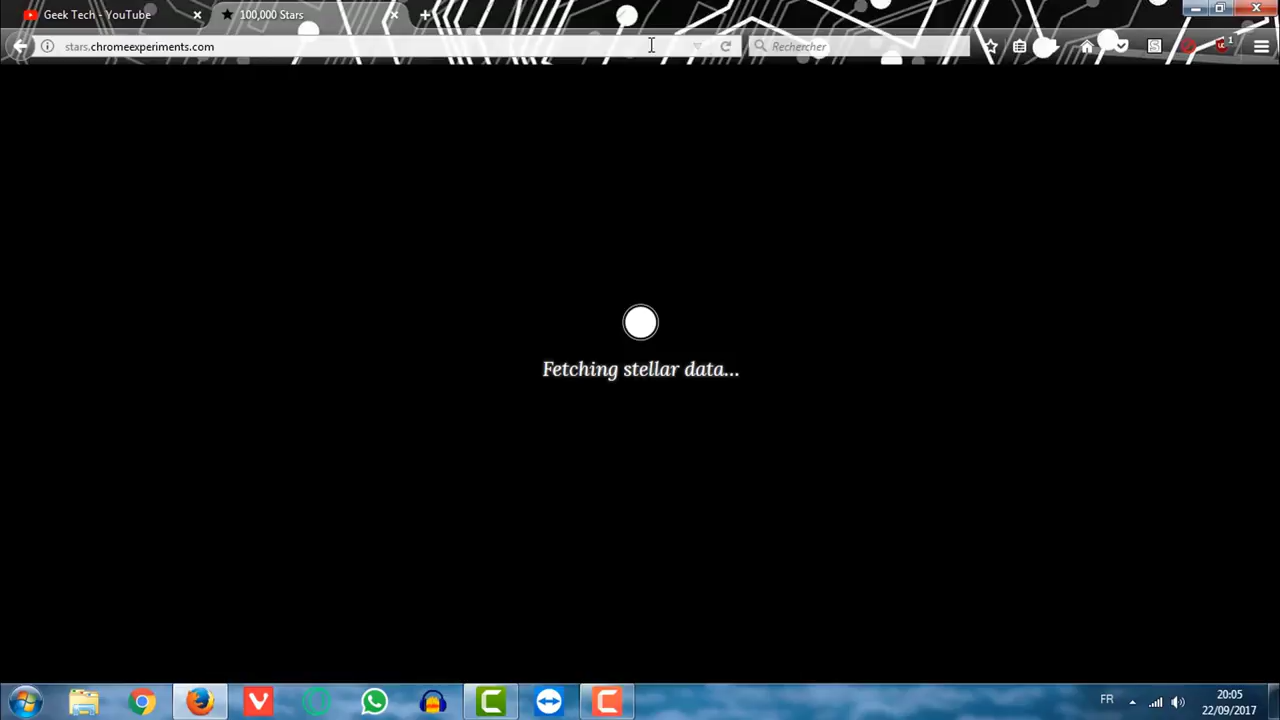 Geek Tech - YouTube
100,000 Stars
stars.chromeexperiments.com
Rechercher
1
Fetching stellar data...
FR
20:05
22/09/2017